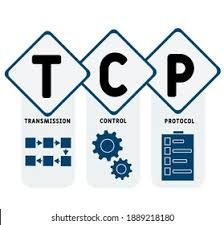 T C P
TRANSMISSION CONTROL PROTOCOL
shutterstock.com · 1889218180